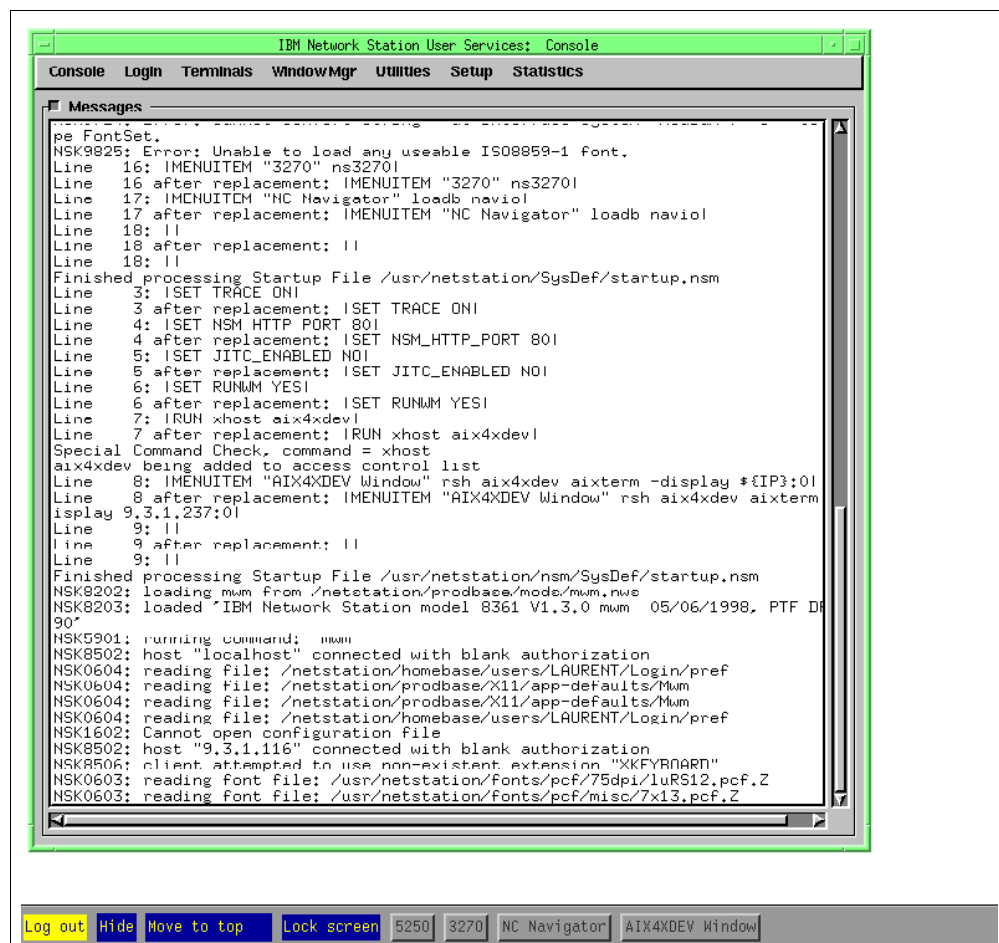 IBM Network Station User Services: Console
Console Login Terminals WindowMgr Utilities Setup Statistics
Messages
pe FontSet.
NSK9825: Error: Unable to load any useable ISO8859-1 font.
Line 16: |MENUITEM "3270" ns3270|
Line 16 after replacement: |MENUITEM "3270" ns3270|
Line 17: |MENUITEM "NC Navigator" loadb navio|
Line 17 after replacement: |MENUITEM "NC Navigator" loadb navio|
Line 18: ||
Line 18 after replacement: ||
Line 18: ||
Finished processing Startup File /usr/netstation/SysDef/startup.nsm
Line 3: |SET TRACE ON|
Line 3 after replacement: |SET TRACE ON|
Line 4: |SET NSM_HTTP_PORT 80|
Line 4 after replacement: |SET NSM_HTTP_PORT 80|
Line 5: |SET JITC_ENABLED NO|
Line 5 after replacement: |SET JITC_ENABLED NO|
Line 6: |SET RUNWM YES|
Line 6 after replacement: |SET RUNWM YES|
Line 7: |RUN xhost aix4xdev|
Line 7 after replacement: |RUN xhost aix4xdev|
Special Command Check, command = xhost
aix4xdev being added to access control list
Line 8: |MENUITEM "AIX4XDEV Window" rsh aix4xdev aixterm -display ${IP}:0|
Line 8 after replacement: |MENUITEM "AIX4XDEV Window" rsh aix4xdev aixterm
isplay 9.3.1.237:0|
Line 9: ||
Line 9 after replacement: ||
Line 9: ||
Finished processing Startup File /usr/netstation/nsm/SysDef/startup.nsm
NSK8202: loading mwm from /netstation/prodbase/mods/mwm.nws
NSK8203: loaded "IBM Network Station model 8361 V1.3.0 mwm 05/06/1998, PTF DR
90"
NSK5901: running command: mwm
NSK8502: host "localhost" connected with blank authorization
NSK0604: reading file: /netstation/homebase/users/LAURENT/Login/pref
NSK0604: reading file: /netstation/prodbase/X11/app-defaults/Mwm
NSK0604: reading file: /netstation/prodbase/X11/app-defaults/Mwm
NSK0604: reading file: /netstation/homebase/users/LAURENT/Login/pref
NSK1602: Cannot open configuration file
NSK8502: host "9.3.1.116" connected with blank authorization
NSK8506: client attempted to use non-existent extension "XKEYBOARD"
NSK0603: reading font file: /usr/netstation/fonts/pcf/75dpi/luRS12.pcf.Z
NSK0603: reading font file: /usr/netstation/fonts/pcf/misc/7x13.pcf.Z
Log out Hide Move to top Lock screen 5250 3270 NC Navigator AIX4XDEV Window